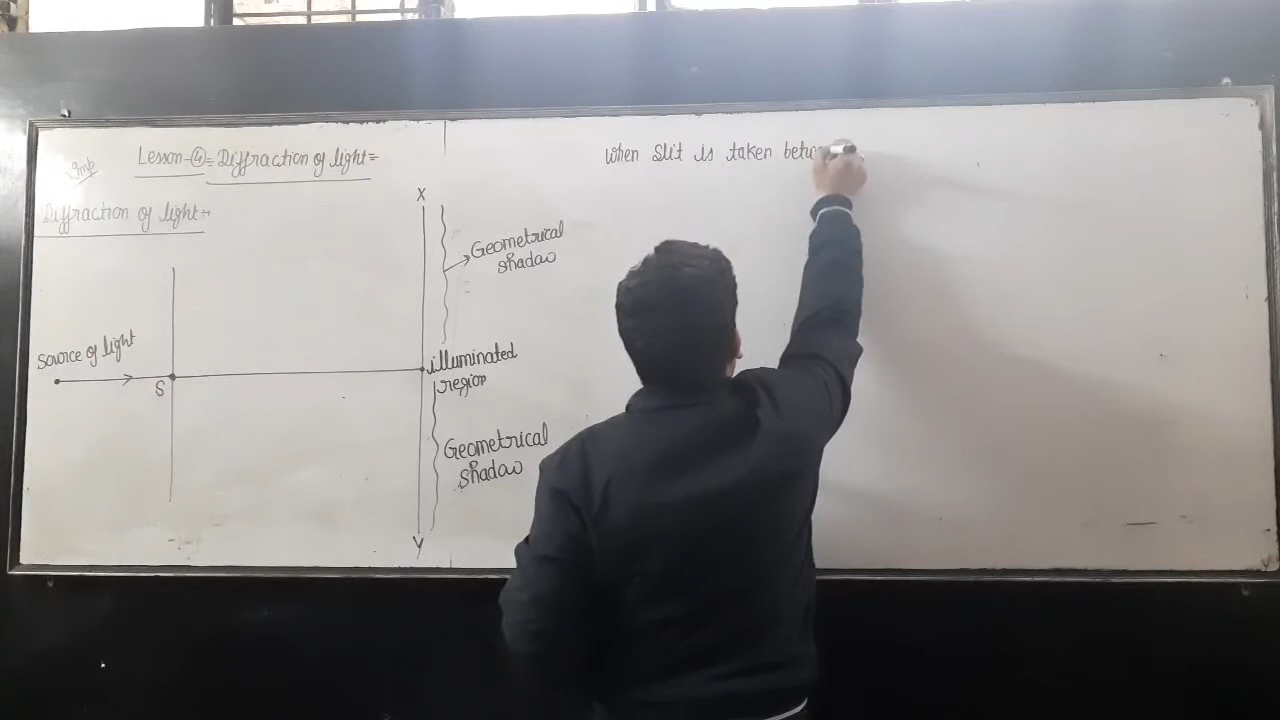 Imp
Lesson-④= Diffraction of light=
Diffraction of light:-
Source of light
S
X
Geometrical
shadow
illuminated
region
Geometrical
shadow
Y
When slit is taken betw